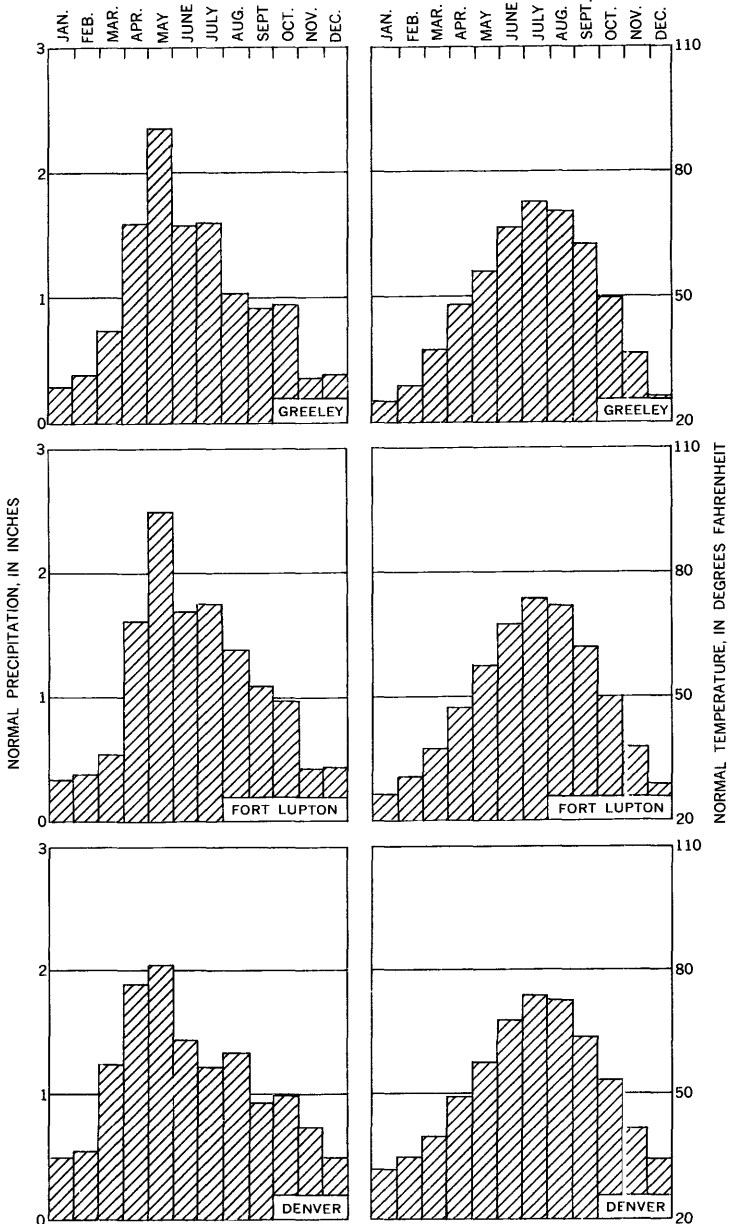 JAN. FEB. MAR. APR. MAY JUNE JULY AUG. SEPT OCT. NOV. DEC.
JAN. FEB. MAR. APR. MAY JUNE JULY AUG. SEPT. OCT. NOV. DEC.
3
2
1
0
GREELEY
110
80
50
20
GREELEY
NORMAL PRECIPITATION, IN INCHES
3
2
1
0
FORT LUPTON
110
80
50
20
FORT LUPTON
NORMAL TEMPERATURE, IN DEGREES FAHRENHEIT
3
2
1
0
DENVER
110
80
50
20
DENVER